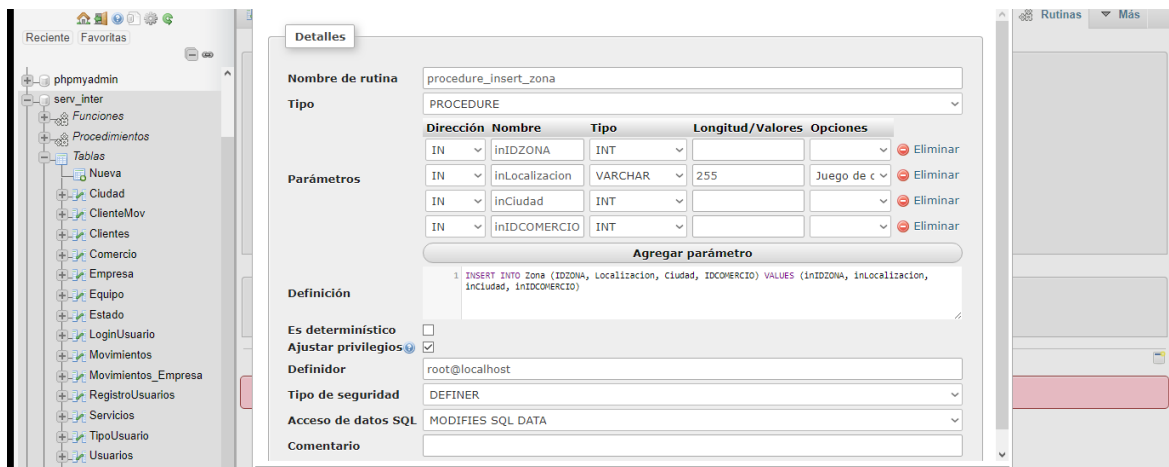 Reciente Favoritas
phpmyadmin
serv_inter
Funciones
Procedimientos
Tablas
Nueva
Ciudad
ClienteMov
Clientes
Comercio
Empresa
Equipo
Estado
LoginUsuario
Movimientos
Movimientos_Empresa
RegistroUsuarios
Servicios
TipoUsuario
Usuarios
Rutinas Más
Detalles
Nombre de rutina procedure_insert_zona
Tipo PROCEDURE
Parámetros
Dirección Nombre Tipo Longitud/Valores Opciones
IN inIDZONA INT Eliminar
IN inLocalizacion VARCHAR 255 Juego de c Eliminar
IN inCiudad INT Eliminar
IN inIDCOMERCIO INT Eliminar
Agregar parámetro
Definición
1 INSERT INTO Zona (IDZONA, Localizacion, Ciudad, IDCOMERCIO) VALUES (inIDZONA, inLocalizacion,
inCiudad, inIDCOMERCIO)
Es determinístico
Ajustar privilegios
Definidor root@localhost
Tipo de seguridad DEFINER
Acceso de datos SQL MODIFIES SQL DATA
Comentario